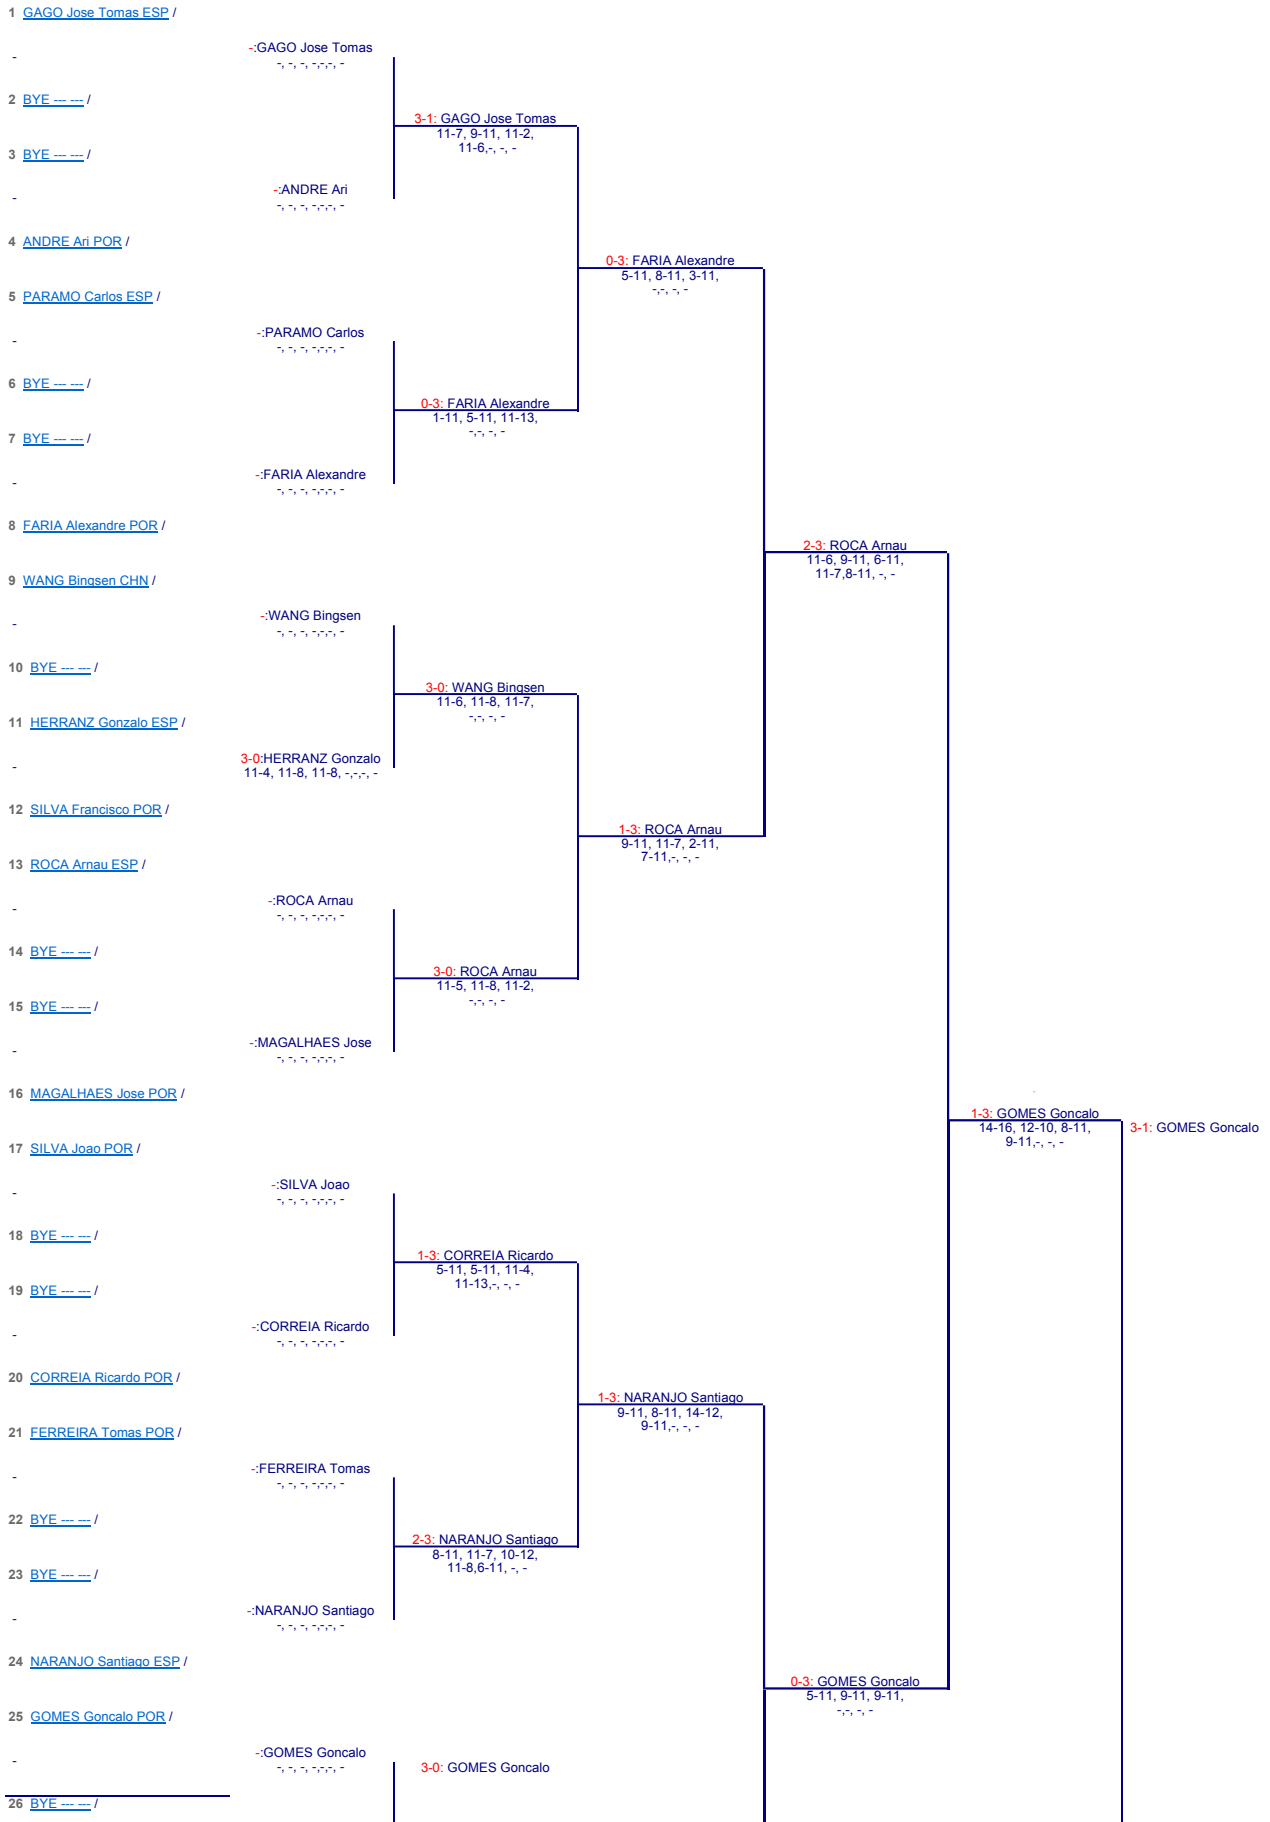 1 GAGO Jose Tomas ESP /
-:GAGO Jose Tomas
-
-, -, -, -,-,-, -
2 BYE --- --- /
3-1: GAGO Jose Tomas
11-7, 9-11, 11-2,
11-6,-, -, -
3 BYE --- --- /
-:ANDRE Ari
-
-, -, -, -,-,-, -
4 ANDRE Ari POR /
0-3: FARIA Alexandre
5-11, 8-11, 3-11,
-,-, -, -
5 PARAMO Carlos ESP /
-:PARAMO Carlos
-
-, -, -, -,-,-, -
6 BYE --- --- /
0-3: FARIA Alexandre
1-11, 5-11, 11-13,
-,-, -, -
7 BYE --- --- /
-:FARIA Alexandre
-
-, -, -, -,-,-, -
8 FARIA Alexandre POR /
2-3: ROCA Arnau
11-6, 9-11, 6-11,
11-7,8-11, -, -
9 WANG Bingsen CHN /
-:WANG Bingsen
-
-, -, -, -,-,-, -
10 BYE --- --- /
3-0: WANG Bingsen
11-6, 11-8, 11-7,
-,-, -, -
11 HERRANZ Gonzalo ESP /
3-0:HERRANZ Gonzalo
-
11-4, 11-8, 11-8, -,-,-, -
12 SILVA Francisco POR /
1-3: ROCA Arnau
9-11, 11-7, 2-11,
7-11,-, -, -
13 ROCA Arnau ESP /
-:ROCA Arnau
-
-, -, -, -,-,-, -
14 BYE --- --- /
3-0: ROCA Arnau
11-5, 11-8, 11-2,
-,-, -, -
15 BYE --- --- /
-:MAGALHAES Jose
-
-, -, -, -,-,-, -
16 MAGALHAES Jose POR /
1-3: GOMES Goncalo
14-16, 12-10, 8-11,
9-11,-, -, -
3-1: GOMES Goncalo
17 SILVA Joao POR /
-:SILVA Joao
-
-, -, -, -,-,-, -
18 BYE --- --- /
1-3: CORREIA Ricardo
5-11, 5-11, 11-4,
11-13,-, -, -
19 BYE --- --- /
-:CORREIA Ricardo
-
-, -, -, -,-,-, -
20 CORREIA Ricardo POR /
1-3: NARANJO Santiago
9-11, 8-11, 14-12,
9-11,-, -, -
21 FERREIRA Tomas POR /
-:FERREIRA Tomas
-
-, -, -, -,-,-, -
22 BYE --- --- /
2-3: NARANJO Santiago
8-11, 11-7, 10-12,
11-8,6-11, -, -
23 BYE --- --- /
-:NARANJO Santiago
-
-, -, -, -,-,-, -
24 NARANJO Santiago ESP /
0-3: GOMES Goncalo
5-11, 9-11, 9-11,
-,-, -, -
25 GOMES Goncalo POR /
-:GOMES Goncalo
-
-, -, -, -,-,-, -
3-0: GOMES Goncalo
26 BYE --- --- /